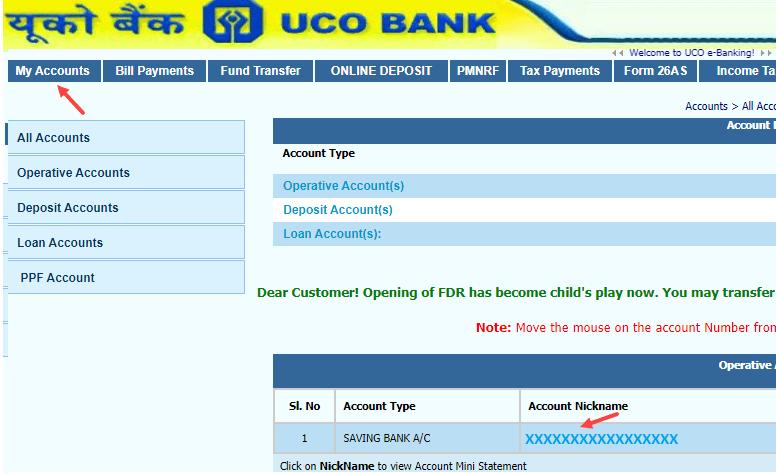 यूको बैंक UCO BANK
Welcome to UCO e-Banking!
My Accounts Bill Payments Fund Transfer ONLINE DEPOSIT PMNRF Tax Payments Form 26AS Income Ta
Accounts > All Acco
Account
All Accounts
Account Type
Operative Accounts
Operative Account(s)
Deposit Accounts
Deposit Account(s)
Loan Accounts
Loan Account(s):
PPF Account
Dear Customer! Opening of FDR has become child's play now. You may transfer
Note: Move the mouse on the account Number from
Operative
Sl. No Account Type Account Nickname
1 SAVING BANK A/C XXXXXXXXXXXXXXXXX
Click on NickName to view Account Mini Statement